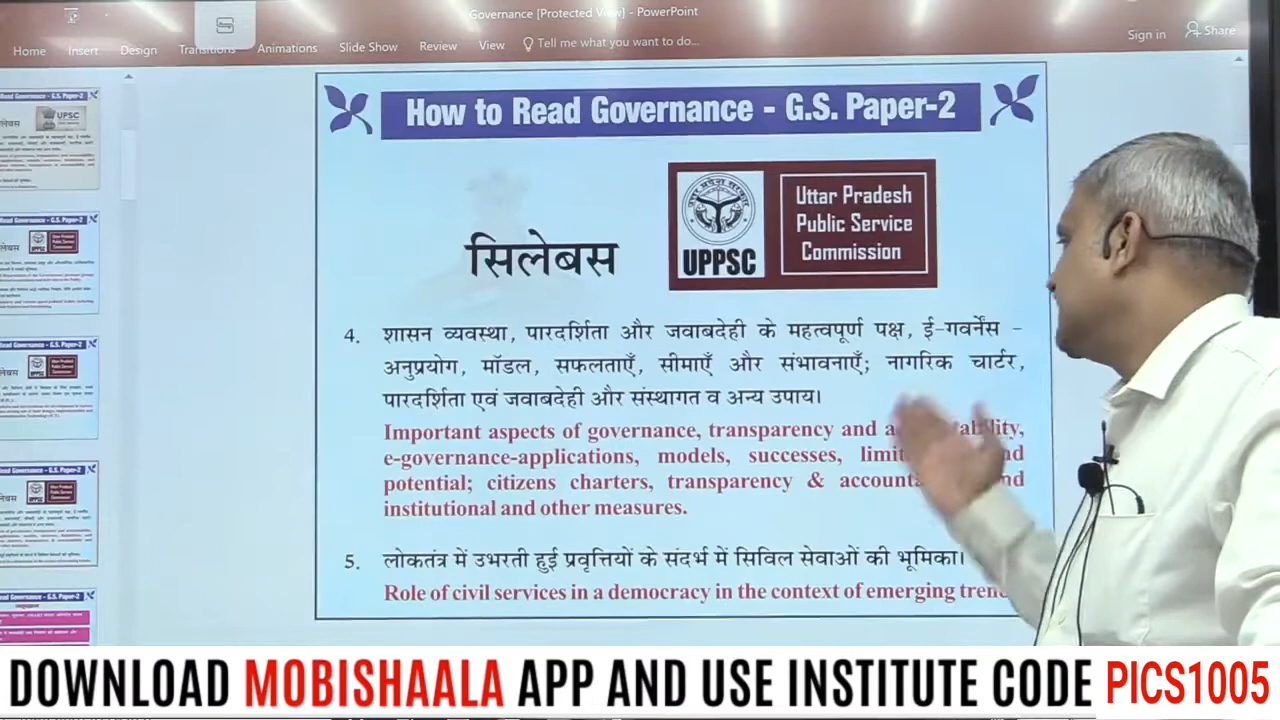 Governance [Protected View] - PowerPoint
Home Insert Design Transitions Animations Slide Show Review View Tell me what you want to do... Sign in Share
How to Read Governance - G.S. Paper-2
उत्तर प्रदेश सरकार
UPPSC
Uttar Pradesh
Public Service
Commission
सिलेबस
4. शासन व्यवस्था, पारदर्शिता और जवाबदेही के महत्वपूर्ण पक्ष, ई-गवर्नेंस -
अनुप्रयोग, मॉडल, सफलताएँ, सीमाएँ और संभावनाएँ; नागरिक चार्टर,
पारदर्शिता एवं जवाबदेही और संस्थागत व अन्य उपाय।
Important aspects of governance, transparency and
e-governance-applications, models, successes,
potential; citizens charters, transparency &
institutional and other measures.
5. लोकतंत्र में उभरती हुई प्रवृत्तियों के संदर्भ में सिविल सेवाओं की भूमिका।
Role of civil services in a democracy in the context of emerging
UPSC
DOWNLOAD MOBISHAALA APP AND USE INSTITUTE CODE PICS1005